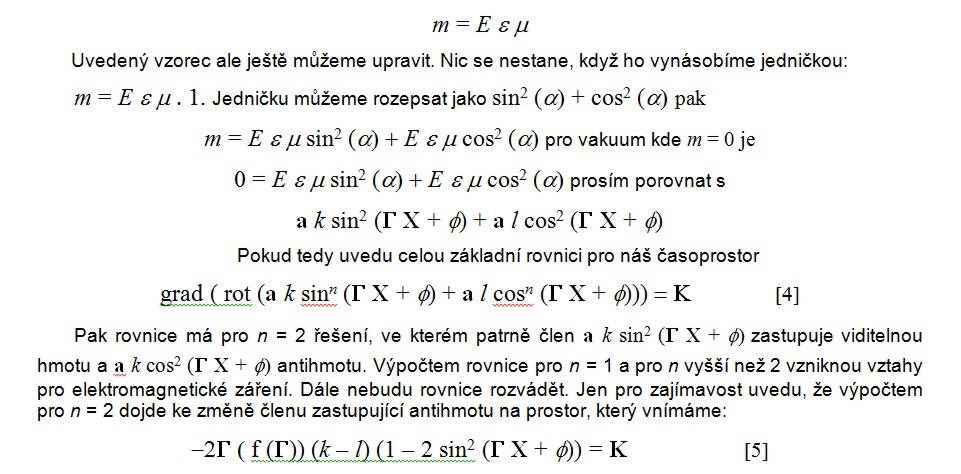 m = E ε μ
Uvedený vzorec ale ještě můžeme upravit. Nic se nestane, když ho vynásobíme jedničkou:
m = E ε μ . 1. Jedničku můžeme rozepsat jako sin² (α) + cos² (α) pak
m = E ε μ sin² (α) + E ε μ cos² (α) pro vakuum kde m = 0 je
0 = E ε μ sin² (α) + E ε μ cos² (α) prosím porovnat s
a k sin² (Γ X + ϕ) + a l cos² (Γ X + ϕ)
Pokud tedy uvedu celou základní rovnici pro náš časoprostor
grad ( rot (a k sinⁿ (Γ X + ϕ) + a l cosⁿ (Γ X + ϕ))) = K [4]
Pak rovnice má pro n = 2 řešení, ve kterém patrně člen a k sin² (Γ X + ϕ) zastupuje viditelnou
hmotu a a k cos² (Γ X + ϕ) antihmotu. Výpočtem rovnice pro n = 1 a pro n vyšší než 2 vzniknou vztahy
pro elektromagnetické záření. Dále nebudu rovnice rozvádět. Jen pro zajímavost uvedu, že výpočtem
pro n = 2 dojde ke změně členu zastupující antihmotu na prostor, který vnímáme:
–2Γ ( f (Γ)) (k – l) (1 – 2 sin² (Γ X + ϕ)) = K [5]